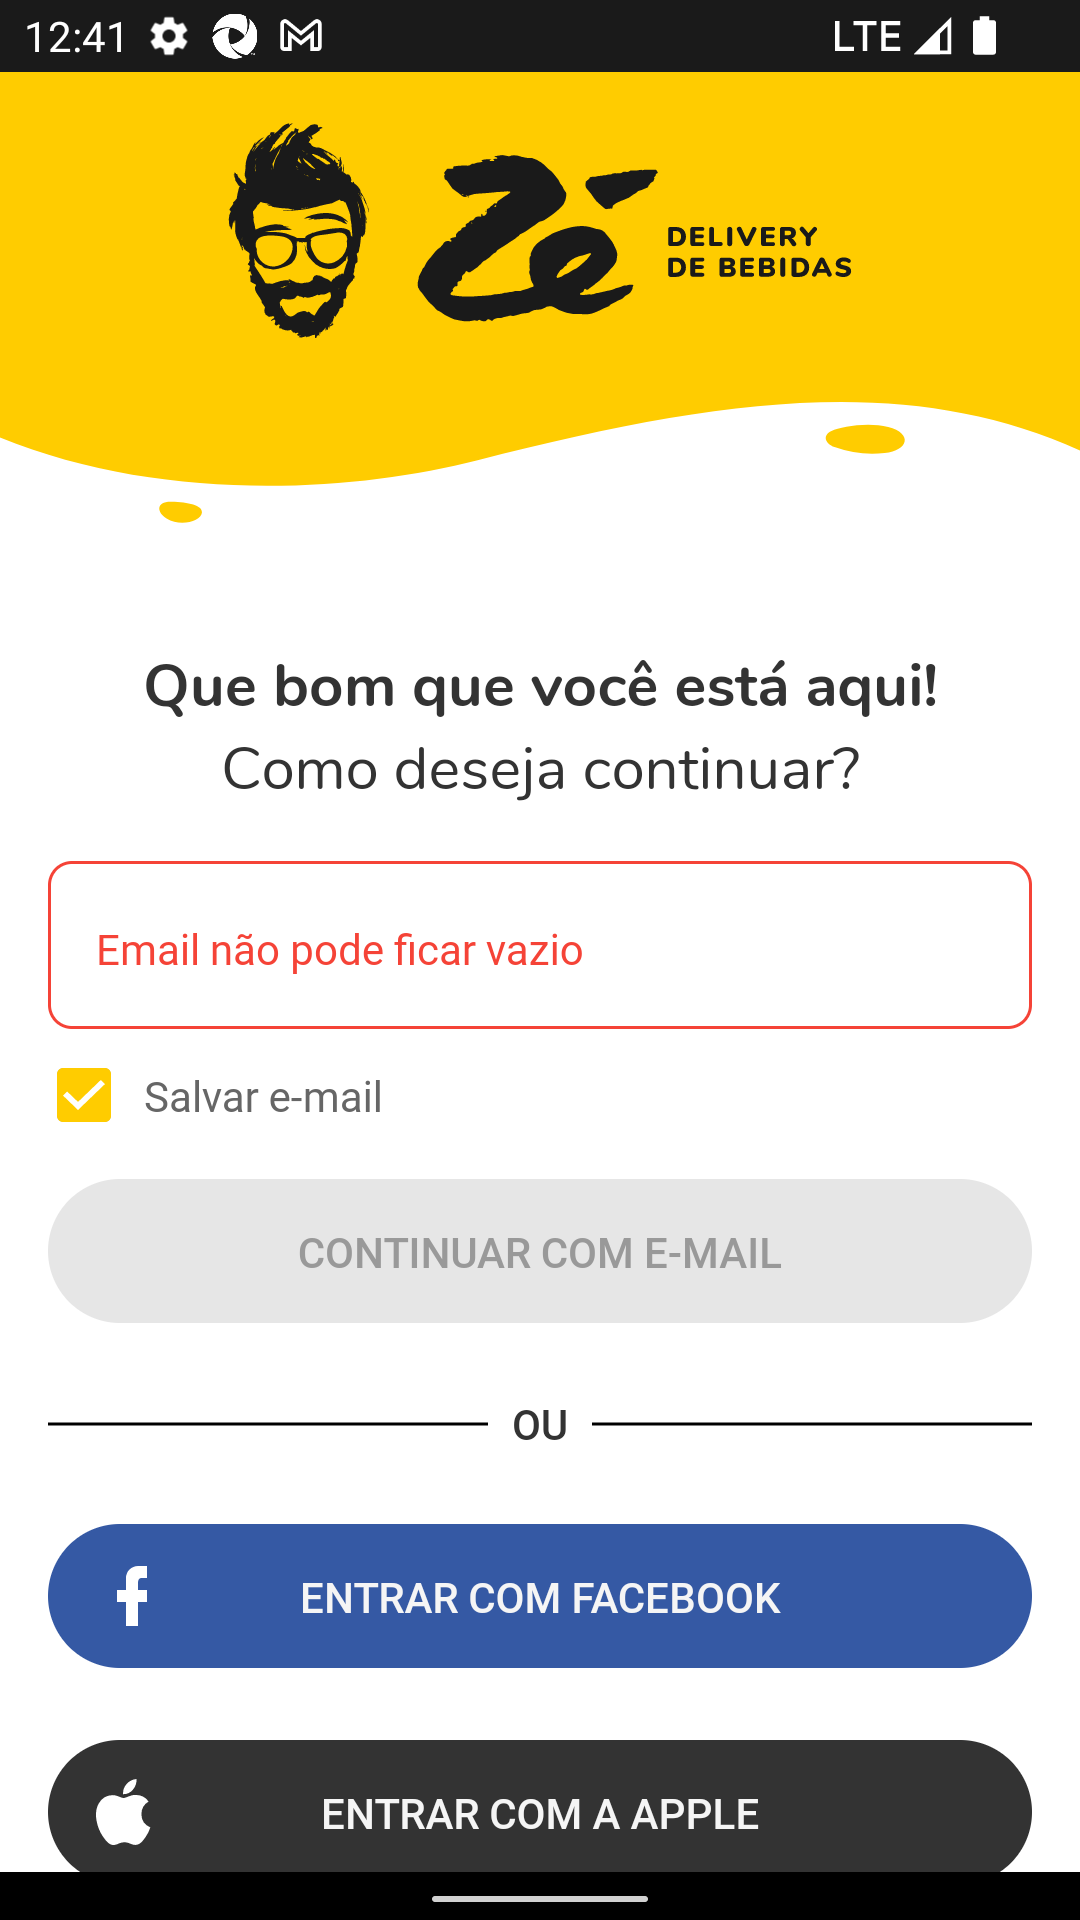 12:41 LTE
Zé
DELIVERY
DE BEBIDAS
Que bom que você está aqui!
Como deseja continuar?
Email não pode ficar vazio
Salvar e-mail
CONTINUAR COM E-MAIL
OU
ENTRAR COM FACEBOOK
ENTRAR COM A APPLE